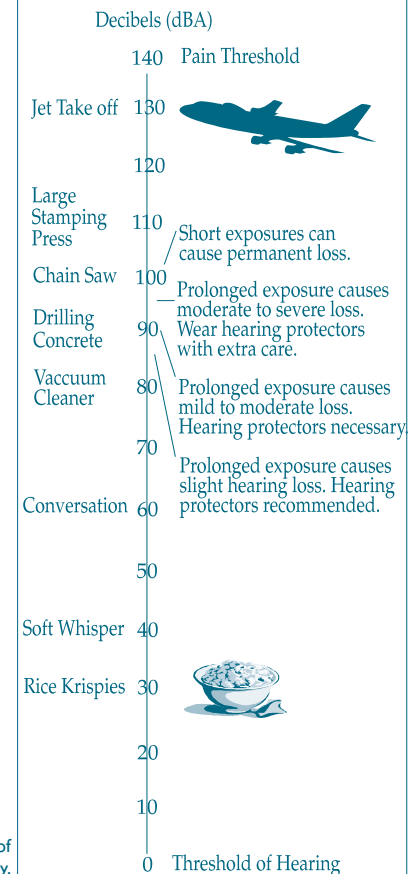 Decibels (dBA)
140 Pain Threshold
Jet Take off 130
120
Large
Stamping
Press
110
Short exposures can
cause permanent loss.
Chain Saw 100
Prolonged exposure causes
moderate to severe loss.
Wear hearing protectors
with extra care.
Drilling
Concrete
90
Vaccuum
Cleaner
80
Prolonged exposure causes
mild to moderate loss.
Hearing protectors necessary.
70
Prolonged exposure causes
slight hearing loss. Hearing
protectors recommended.
Conversation 60
50
Soft Whisper 40
Rice Krispies 30
20
10
of
y.
0 Threshold of Hearing